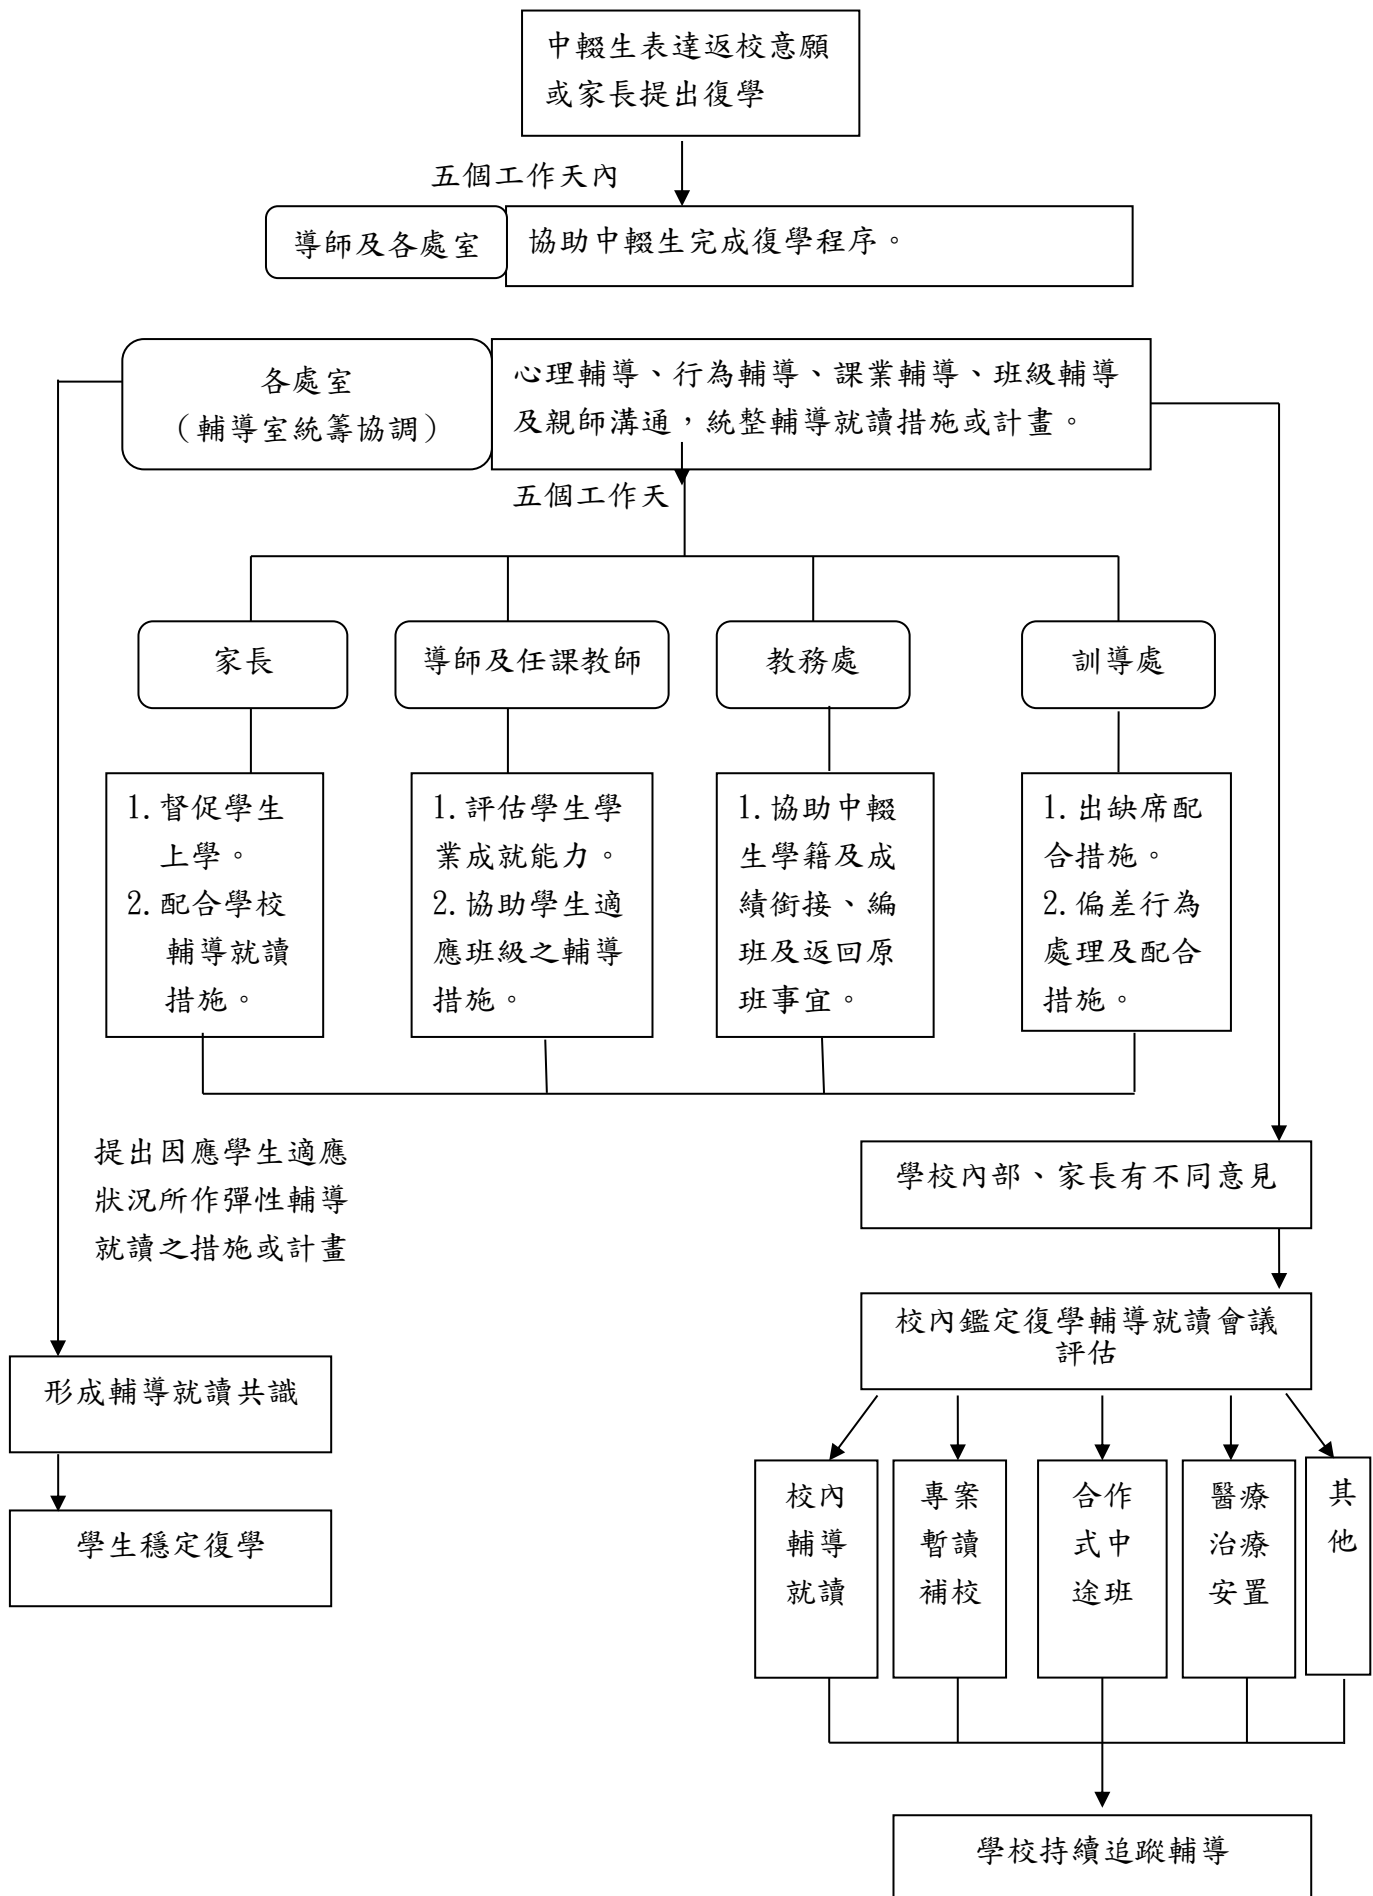 中輟生表達返校意願
或家長提出復學
五個工作天內
導師及各處室
協助中輟生完成復學程序。
各處室
（輔導室統籌協調）
心理輔導、行為輔導、課業輔導、班級輔導
及親師溝通，統整輔導就讀措施或計畫。
五個工作天
家長
導師及任課教師
教務處
訓導處
1.督促學生
上學。
2.配合學校
輔導就讀
措施。
1.評估學生學
業成就能力。
2.協助學生適
應班級之輔導
措施。
1.協助中輟
生學籍及成
績銜接、編
班及返回原
班事宜。
1.出缺席配
合措施。
2.偏差行為
處理及配合
措施。
提出因應學生適應
狀況所作彈性輔導
就讀之措施或計畫
形成輔導就讀共識
學生穩定復學
學校內部、家長有不同意見
校內鑑定復學輔導就讀會議
評估
校內
輔導
就讀
專案
暫讀
補校
合作
式中
途班
醫療
治療
安置
其
他
學校持續追蹤輔導